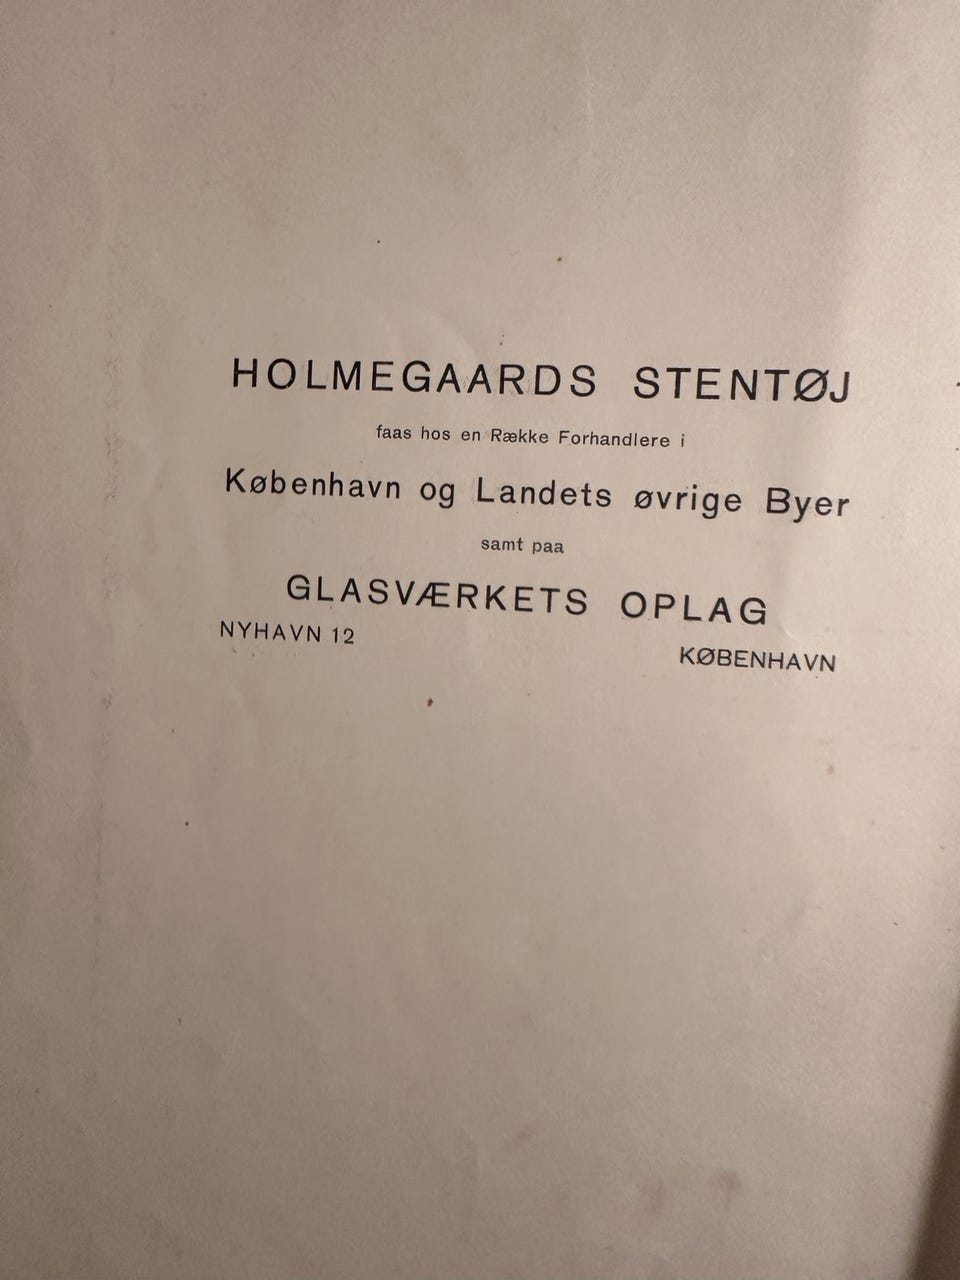 HOLMEGAARDS STENTØJ
faas hos en Række Forhandlere i
København og Landets øvrige Byer
samt paa
GLASVÆRKETS OPLAG
NYHAVN 12
KØBENHAVN